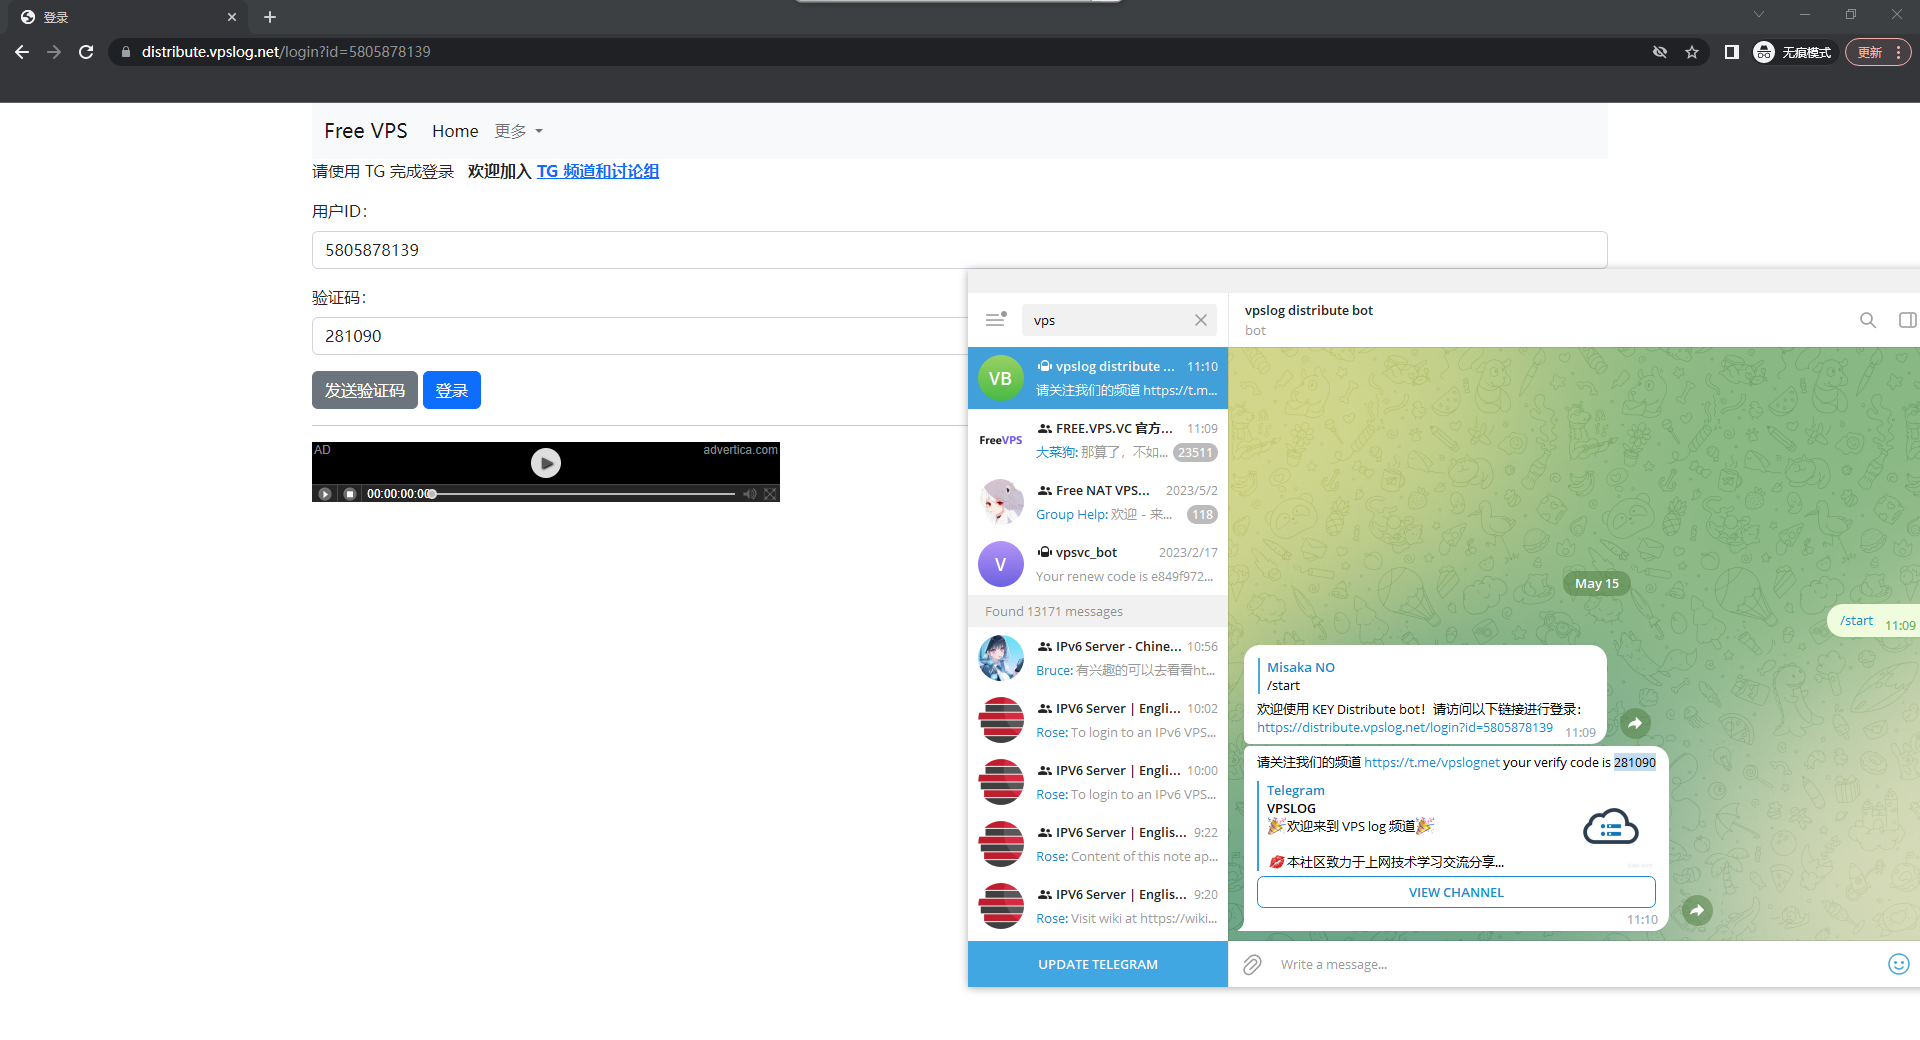 登录
distribute.vpslog.net/login?id=5805878139
无痕模式
更新
Free VPS
Home
更多
请使用 TG 完成登录 欢迎加入 TG 频道和讨论组
用户ID：
5805878139
验证码：
281090
发送验证码
登录
AD
advertica.com
00:00:00:00
vps
VB
vpslog distribute ...
11:10
请关注我们的频道 https://t.m...
FreeVPS
FREE.VPS.VC 官方...
11:09
大菜狗: 那算了，不如...
23511
Free NAT VPS...
2023/5/2
Group Help: 欢迎 - 来...
118
V
vpsvc_bot
2023/2/17
Your renew code is e849f972...
Found 13171 messages
IPv6 Server - Chine...
10:56
Bruce: 有兴趣的可以去看看ht...
IPV6 Server | Engli...
10:02
Rose: To login to an IPv6 VPS...
IPV6 Server | Engli...
10:00
Rose: To login to an IPv6 VPS...
IPV6 Server | Englis...
9:22
Rose: Content of this note ap...
IPV6 Server | Englis...
9:20
Rose: Visit wiki at https://wiki...
UPDATE TELEGRAM
vpslog distribute bot
bot
May 15
/start
11:09
Misaka NO
/start
欢迎使用 KEY Distribute bot！请访问以下链接进行登录：
https://distribute.vpslog.net/login?id=5805878139
11:09
请关注我们的频道 https://t.me/vpslognet your verify code is 281090
Telegram
VPSLOG
🎉欢迎来到 VPS log 频道🎉
💋本社区致力于上网技术学习交流分享...
VIEW CHANNEL
11:10
Write a message...